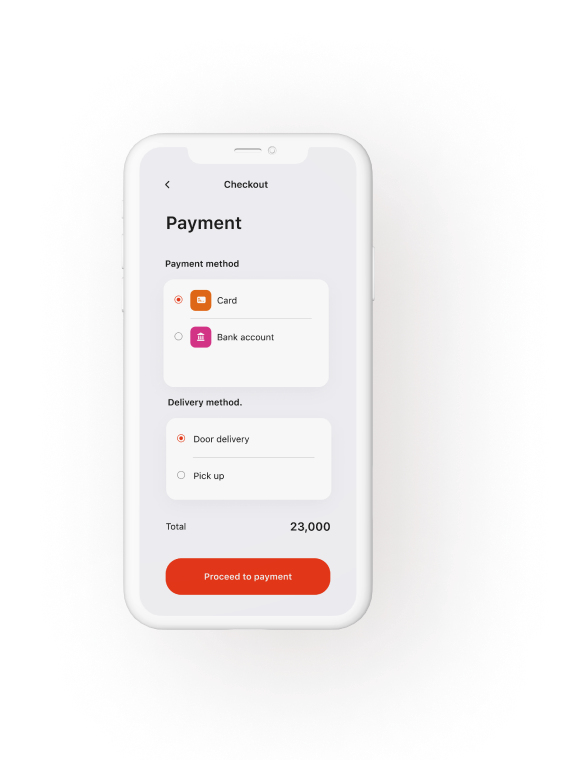 Checkout
Payment
Payment method
Card
Bank account
Delivery method.
Door delivery
Pick up
Total 23,000
Proceed to payment